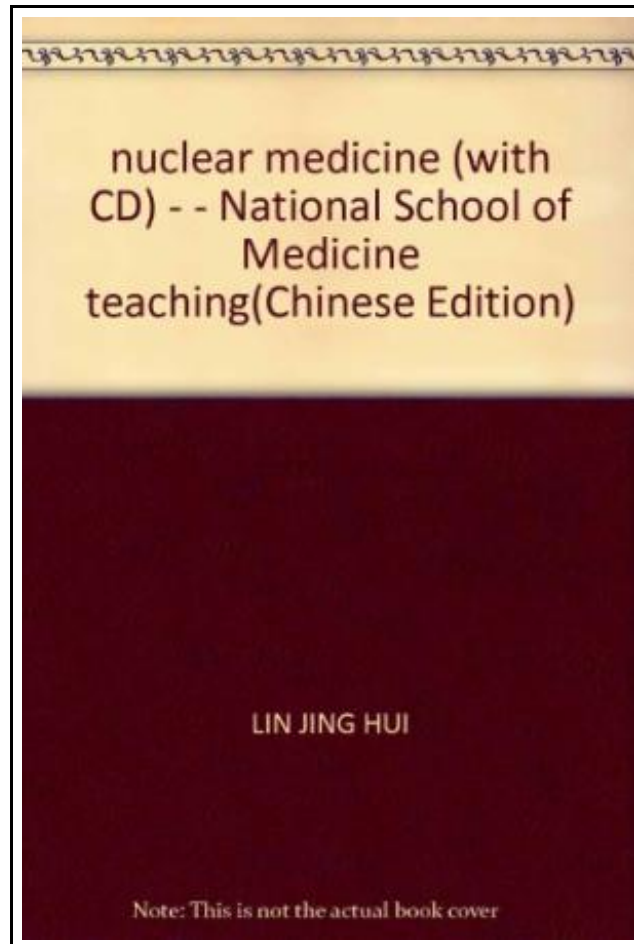 nuclear medicine (with
CD) - - National School of
Medicine
teaching(Chinese Edition)
LIN JING HUI
Note: This is not the actual book cover